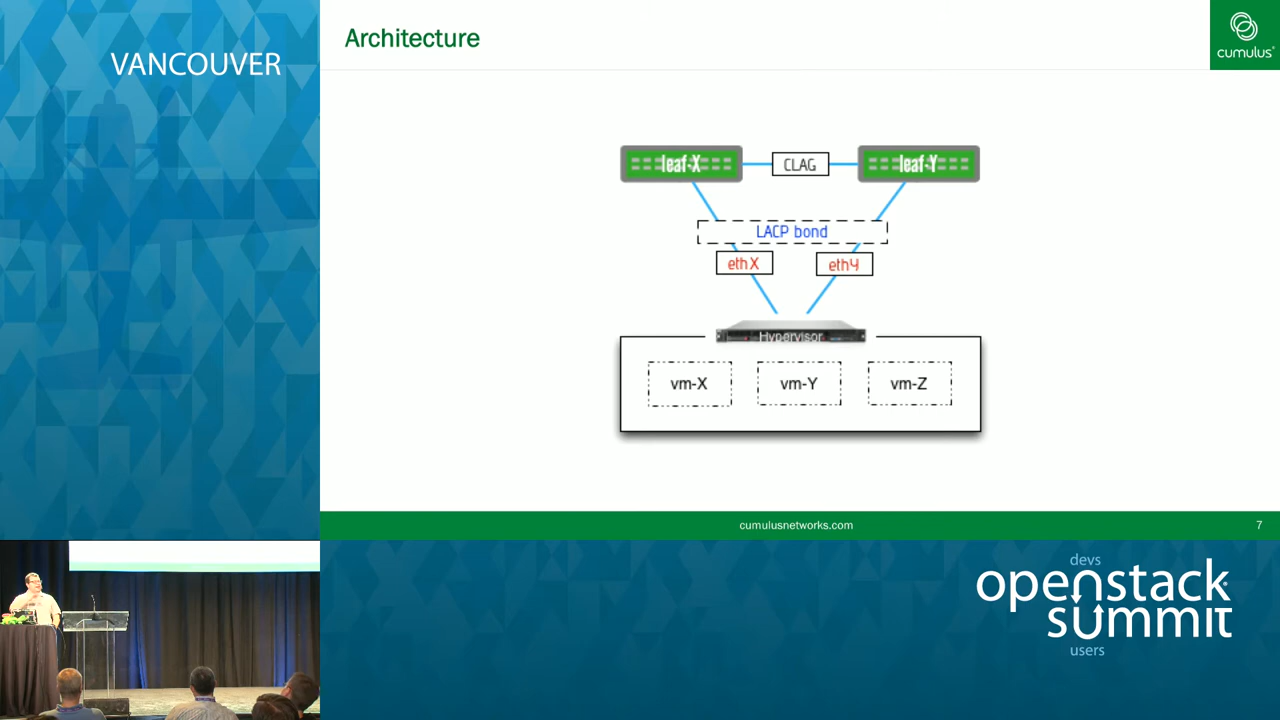 VANCOUVER
Architecture
cumulus
leaf-X
CLAG
leaf-Y
LACP bond
ethX
ethY
Hypervisor
vm-X
vm-Y
vm-Z
cumulusnetworks.com
7
devs
openstack
summit
users